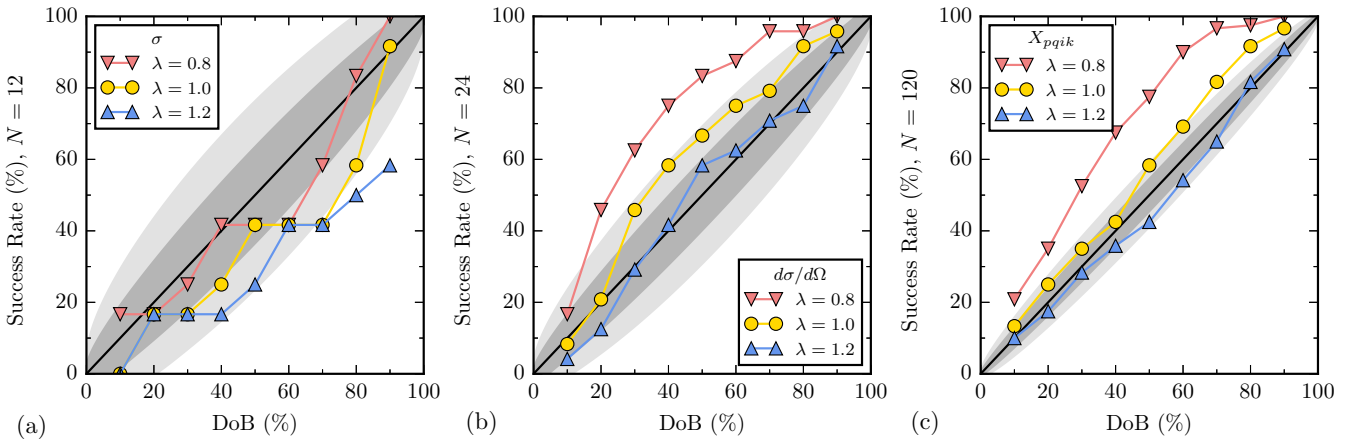 Success Rate (%), N = 12
100
80
60
40
20
0
σ
λ = 0.8
λ = 1.0
λ = 1.2
0 20 40 60 80 100
(a) DoB (%)
Success Rate (%), N = 24
100
80
60
40
20
0
dσ/dΩ
λ = 0.8
λ = 1.0
λ = 1.2
0 20 40 60 80 100
(b) DoB (%)
Success Rate (%), N = 120
100
80
60
40
20
0
X_{pqik}
λ = 0.8
λ = 1.0
λ = 1.2
0 20 40 60 80 100
(c) DoB (%)